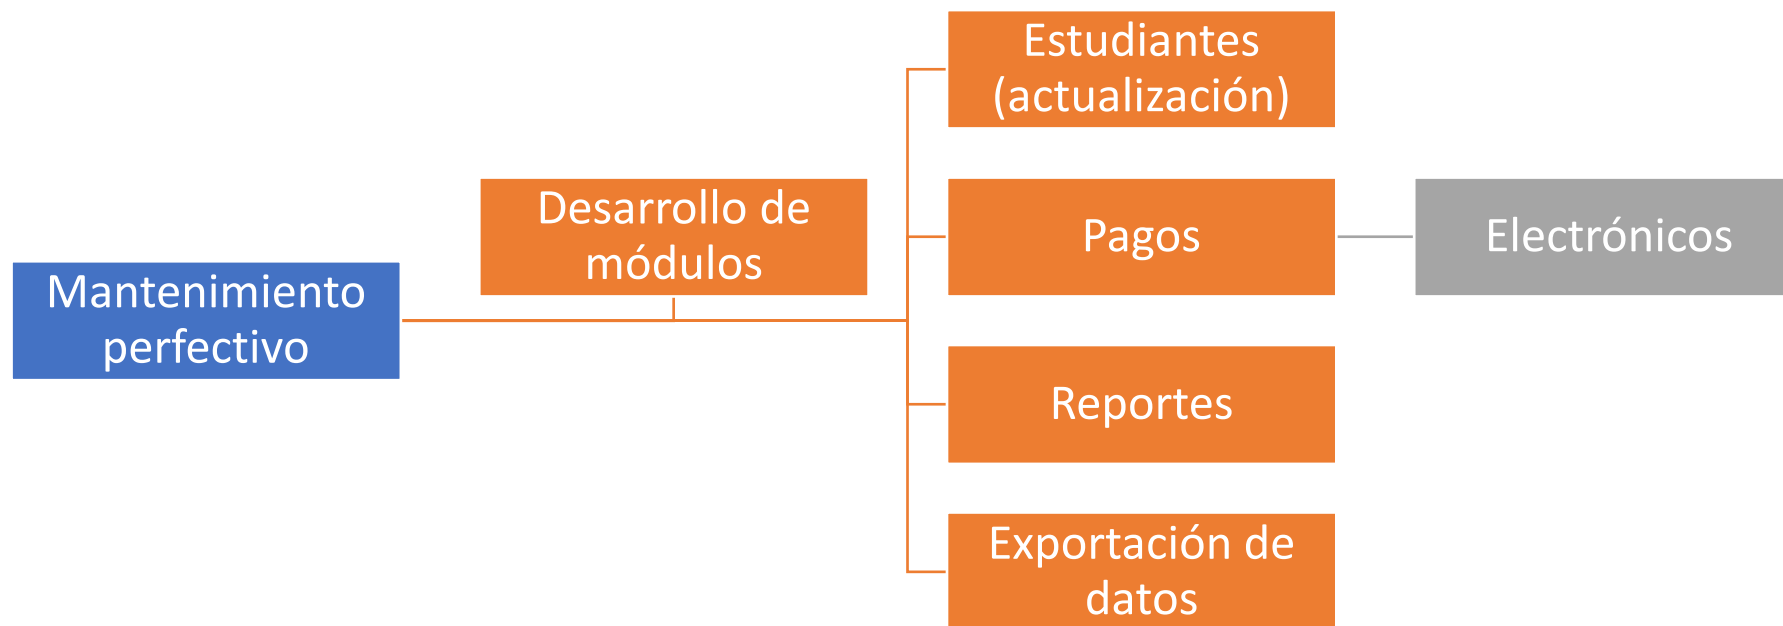 Mantenimiento
perfectivo
Desarrollo de
módulos
Estudiantes
(actualización)
Pagos
Electrónicos
Reportes
Exportación de
datos